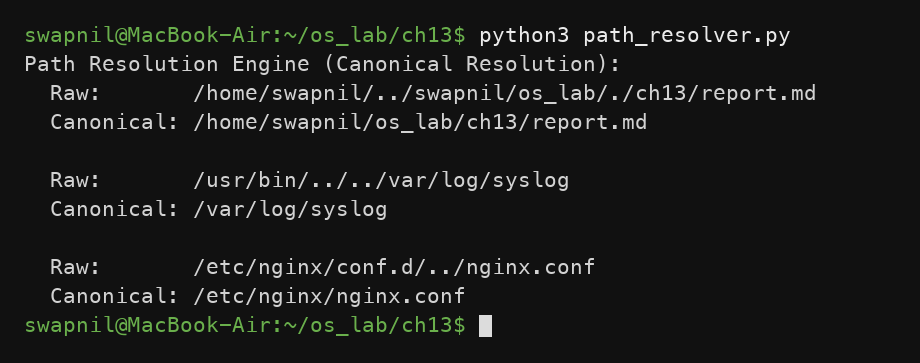 swapnil@MacBook-Air:~/os_lab/ch13$ python3 path_resolver.py
Path Resolution Engine (Canonical Resolution):
  Raw:       /home/swapnil/../swapnil/os_lab/./ch13/report.md
  Canonical: /home/swapnil/os_lab/ch13/report.md

  Raw:       /usr/bin/../../var/log/syslog
  Canonical: /var/log/syslog

  Raw:       /etc/nginx/conf.d/../nginx.conf
  Canonical: /etc/nginx/nginx.conf
swapnil@MacBook-Air:~/os_lab/ch13$